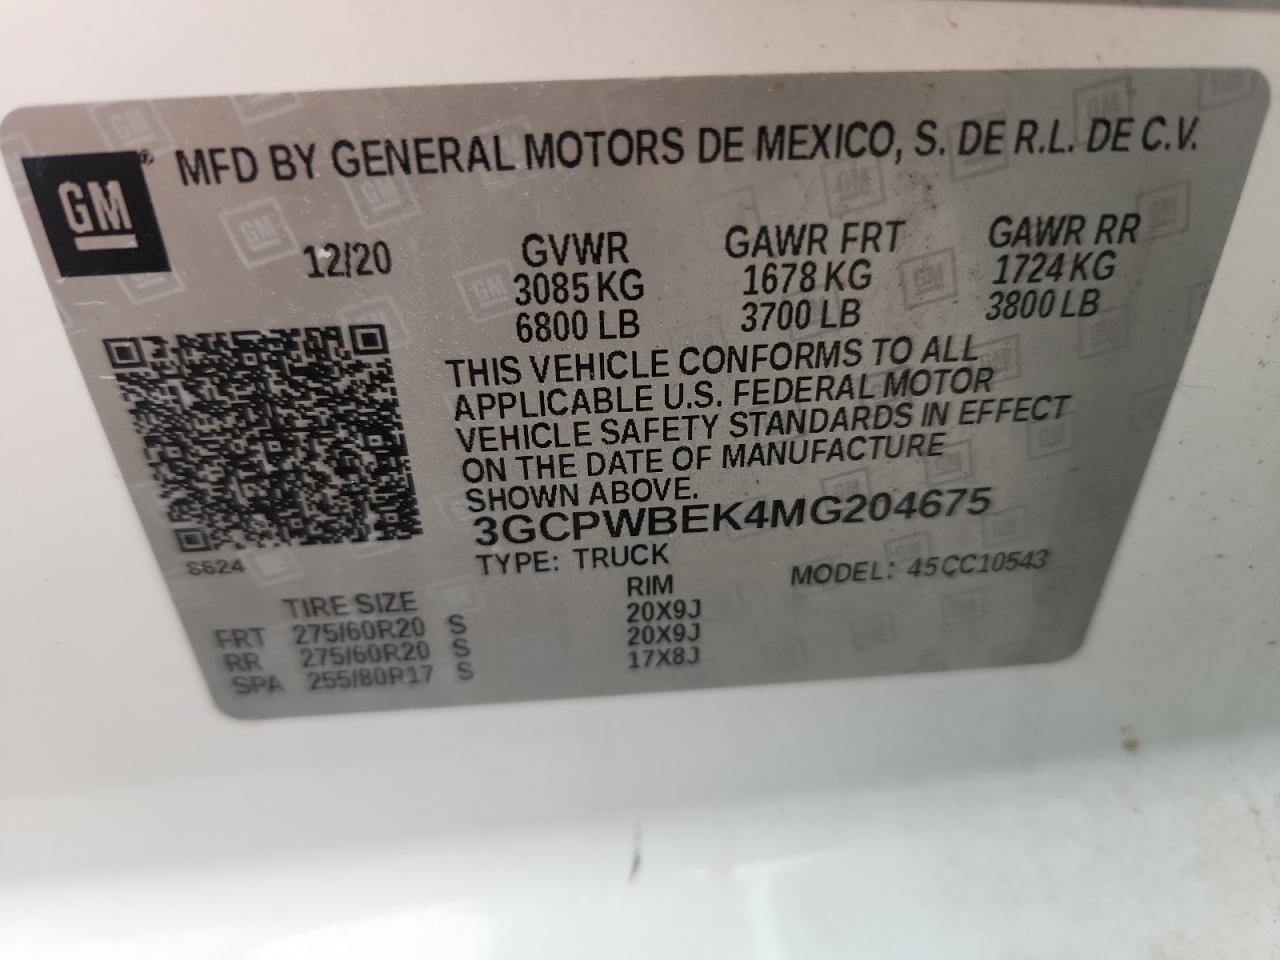 GM® MFD BY GENERAL MOTORS DE MEXICO, S. DE R.L. DE C.V.
12/20 GVWR GAWR FRT GAWR RR
3085 KG 1678 KG 1724 KG
6800 LB 3700 LB 3800 LB
THIS VEHICLE CONFORMS TO ALL
APPLICABLE U.S. FEDERAL MOTOR
VEHICLE SAFETY STANDARDS IN EFFECT
ON THE DATE OF MANUFACTURE
SHOWN ABOVE.
3GCPWBEK4MG204675
S624 TYPE: TRUCK MODEL: 45CC10543
TIRE SIZE RIM
FRT 275/60R20 S 20X9J
RR 275/60R20 S 20X9J
SPA 255/80R17 S 17X8J